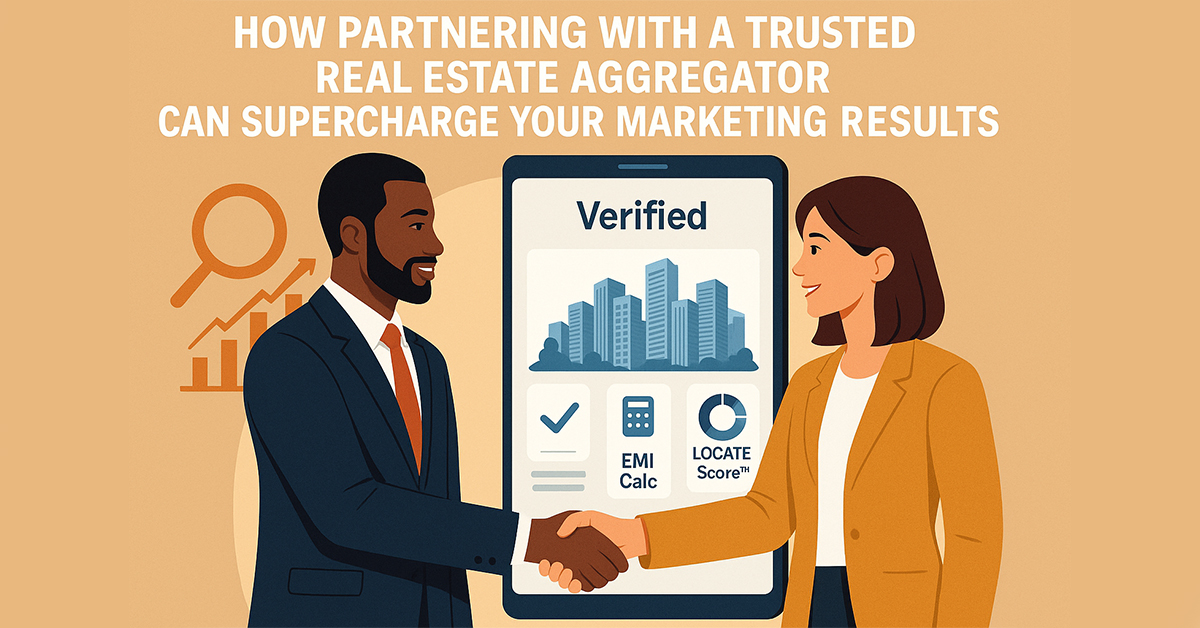 HOW PARTNERING WITH A TRUSTED
REAL ESTATE AGGREGATOR
CAN SUPERCHARGE YOUR MARKETING RESULTS
Verified
EMI
Calc
LOCATE
Score™